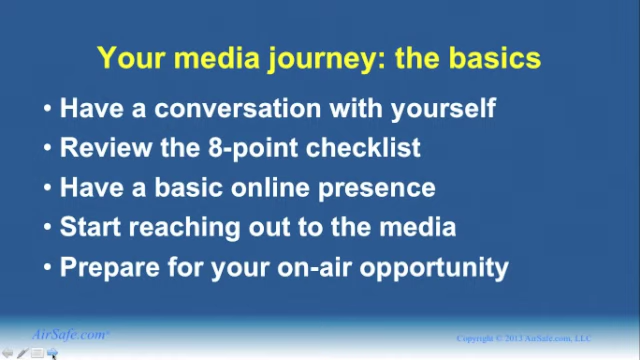 Your media journey: the basics
• Have a conversation with yourself
• Review the 8-point checklist
• Have a basic online presence
• Start reaching out to the media
• Prepare for your on-air opportunity
AirSafe.com
Copyright © 2013 AirSafe.com, LLC